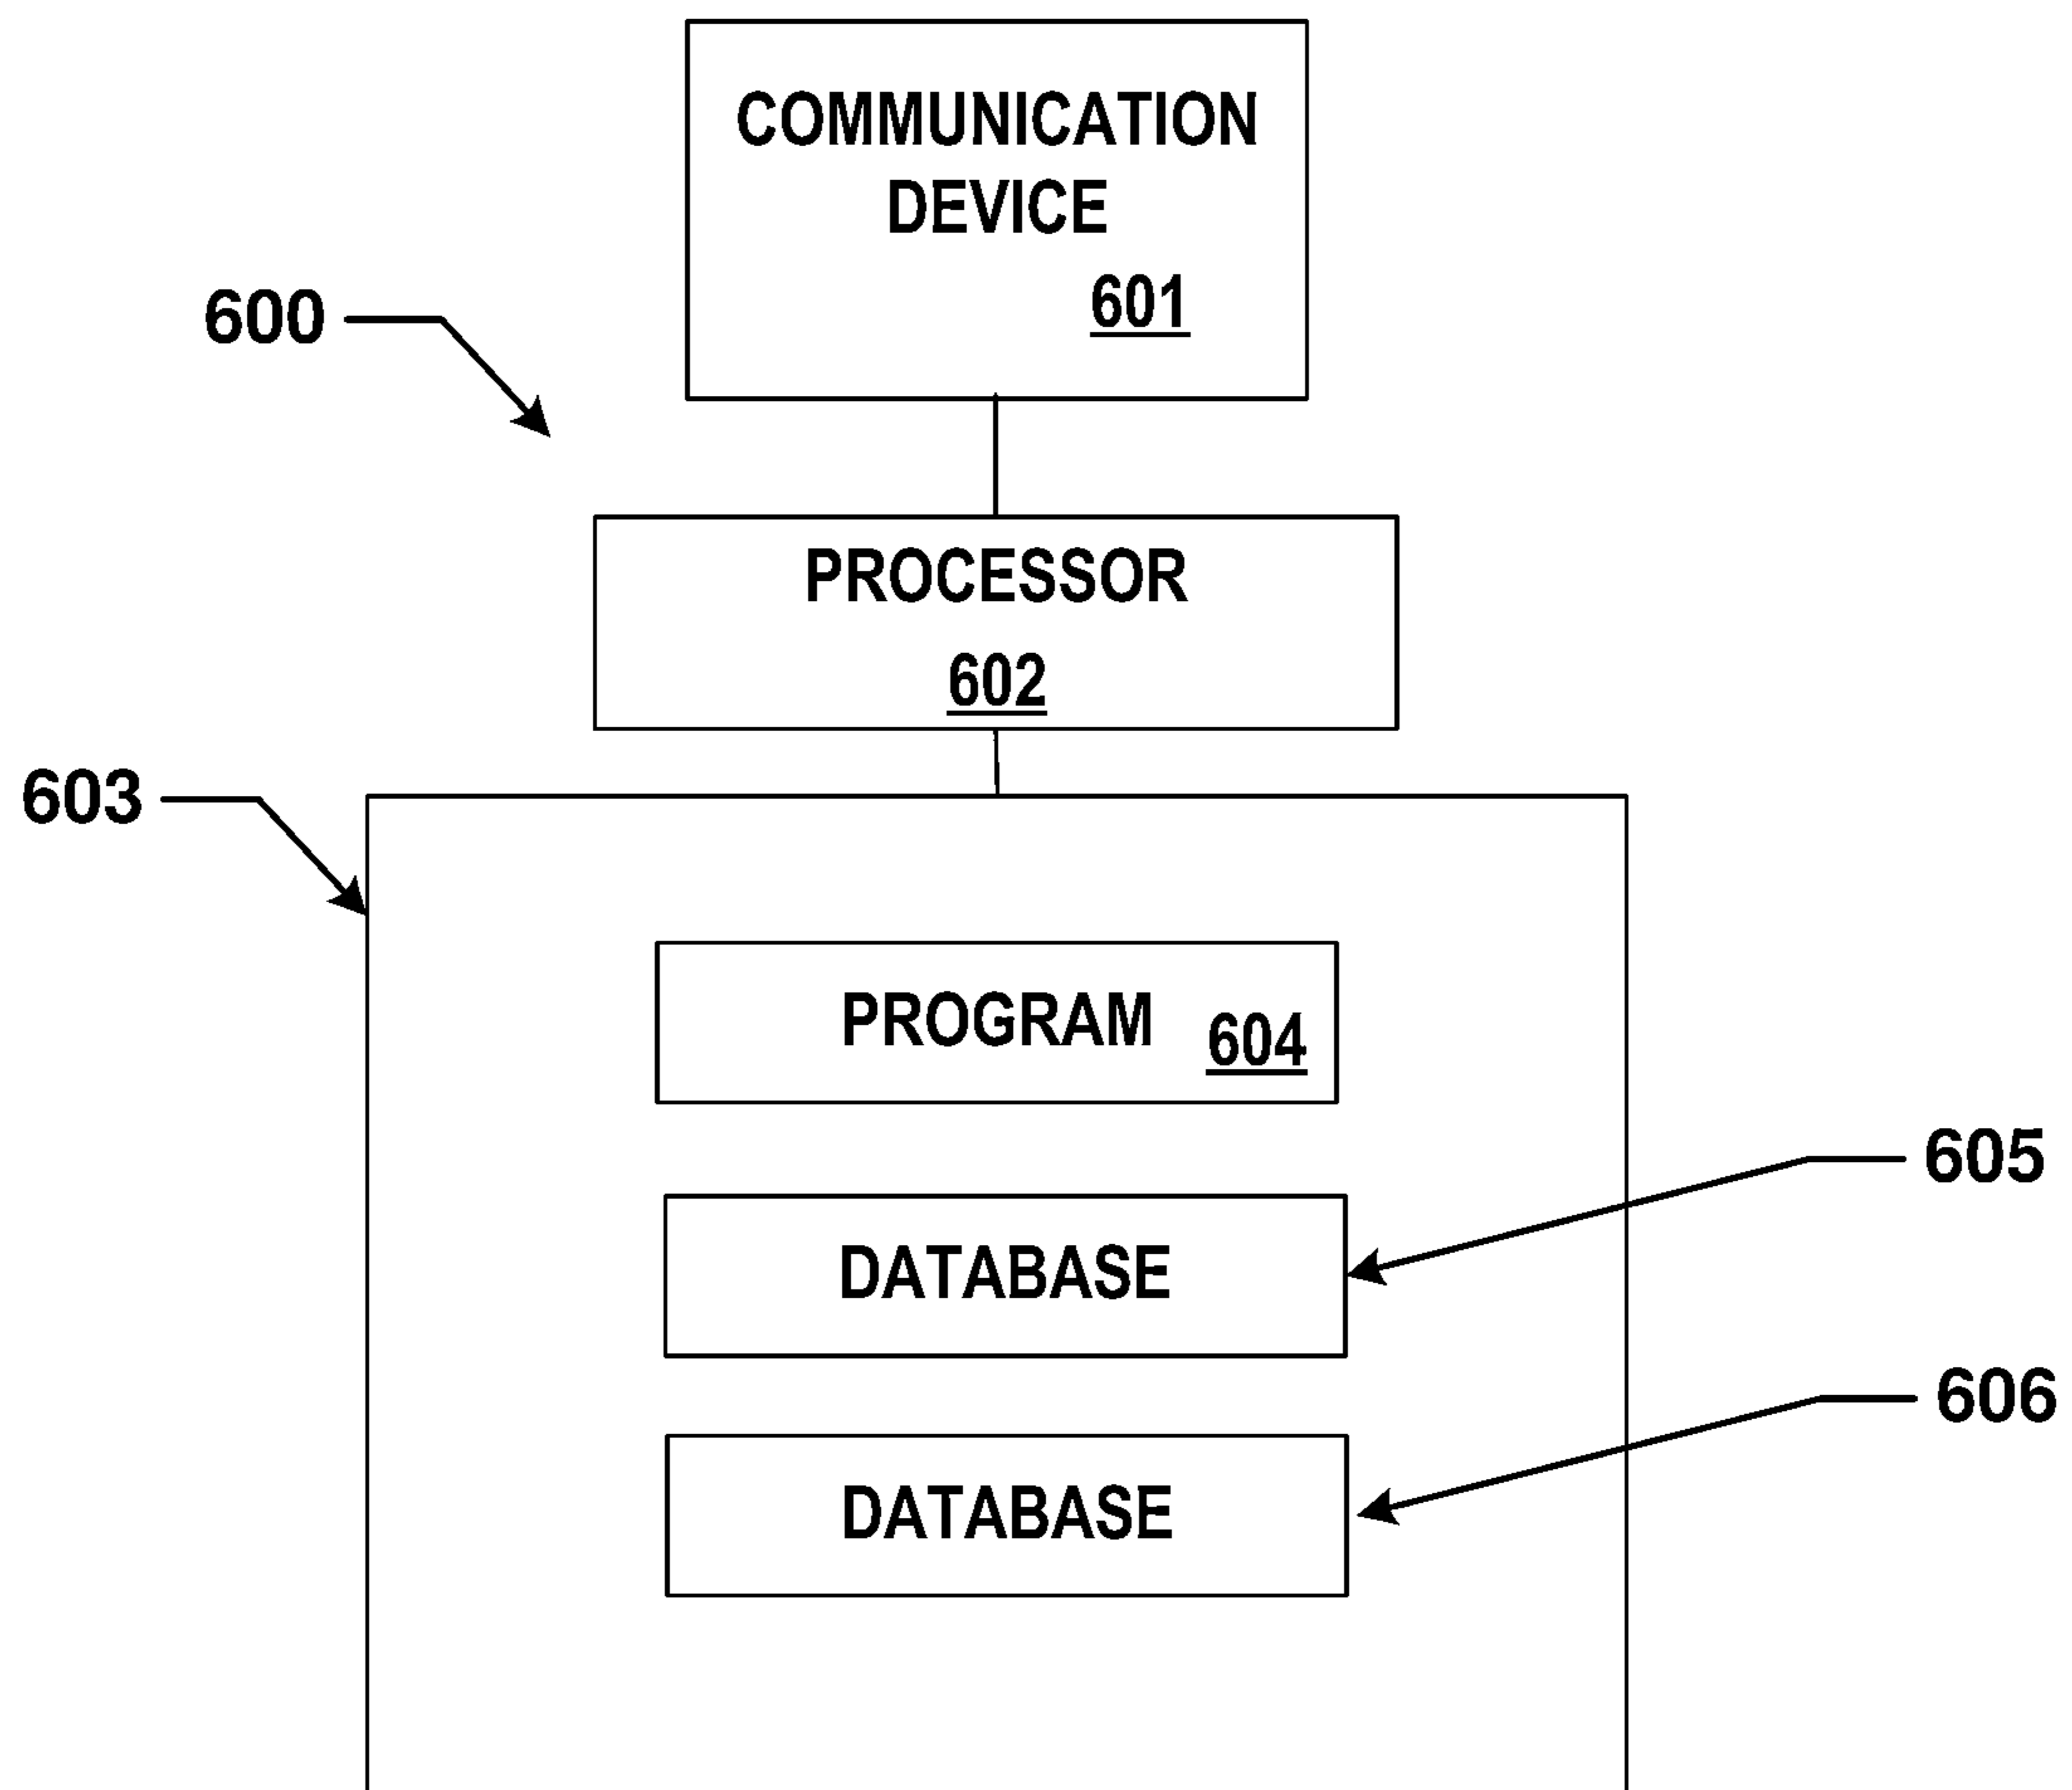 COMMUNICATION
DEVICE
601
600
PROCESSOR
602
603
PROGRAM 604
605
DATABASE
606
DATABASE